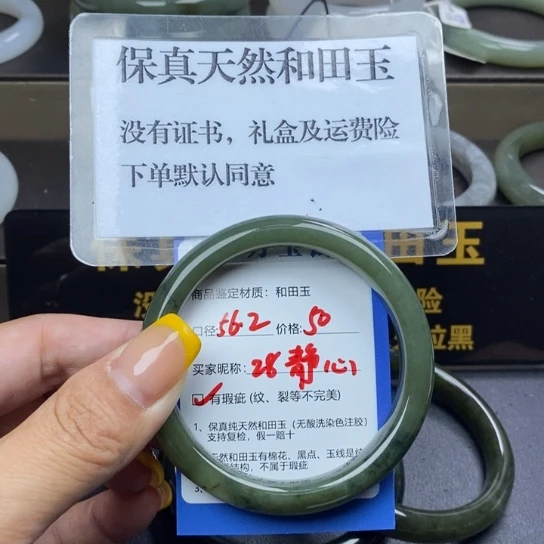 保真天然和田玉
没有证书，礼盒及运费险
下单默认同意
田玉
商品鉴定材质：和田玉
口径：56.2 价格：50
买家昵称：28静心
有瑕疵（纹、裂等不完美）
1、保真纯天然和田玉（无酸洗染色注胶）
支持复检，假一赔十
然和田玉有棉花、黑点、玉线是
结构，不属于瑕疵
险
拉黑